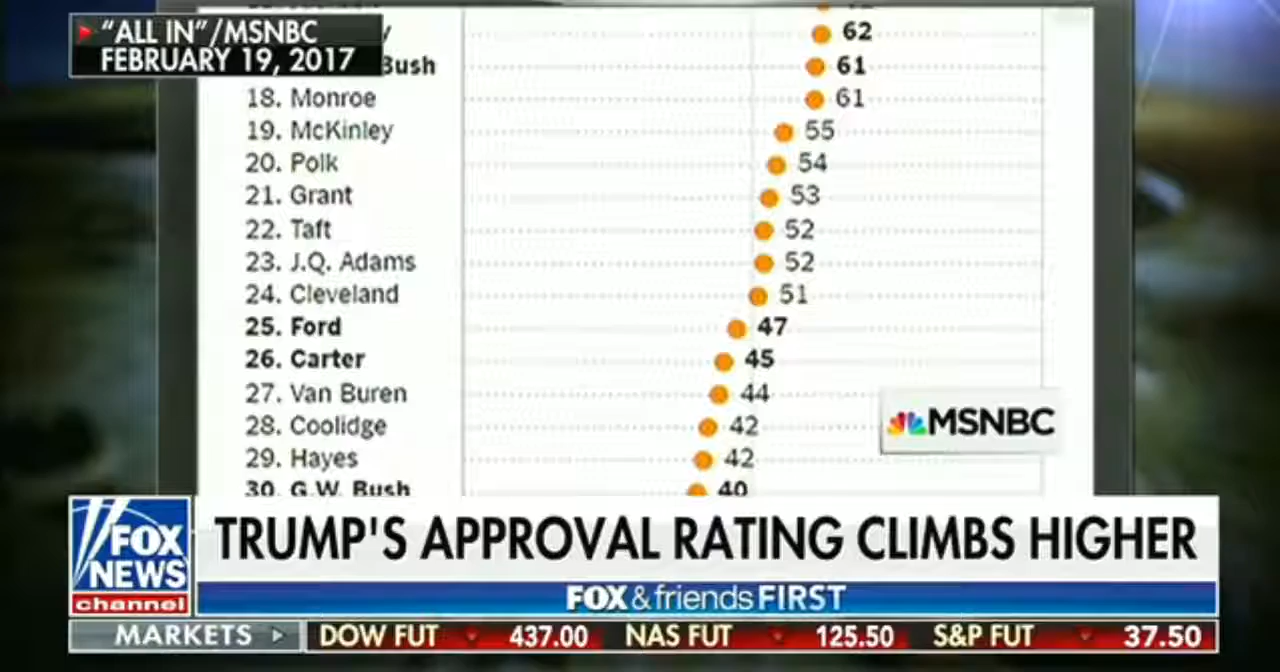 "ALL IN"/MSNBC
FEBRUARY 19, 2017
62
Bush 61
18. Monroe 61
19. McKinley 55
20. Polk 54
21. Grant 53
22. Taft 52
23. J.Q. Adams 52
24. Cleveland 51
25. Ford 47
26. Carter 45
27. Van Buren 44
28. Coolidge 42
29. Hayes 42
30. G.W. Bush 40
MSNBC
FOX
NEWS
channel
TRUMP'S APPROVAL RATING CLIMBS HIGHER
FOX & friends FIRST
MARKETS DOW FUT 437.00 NAS FUT 125.50 S&P FUT 37.50